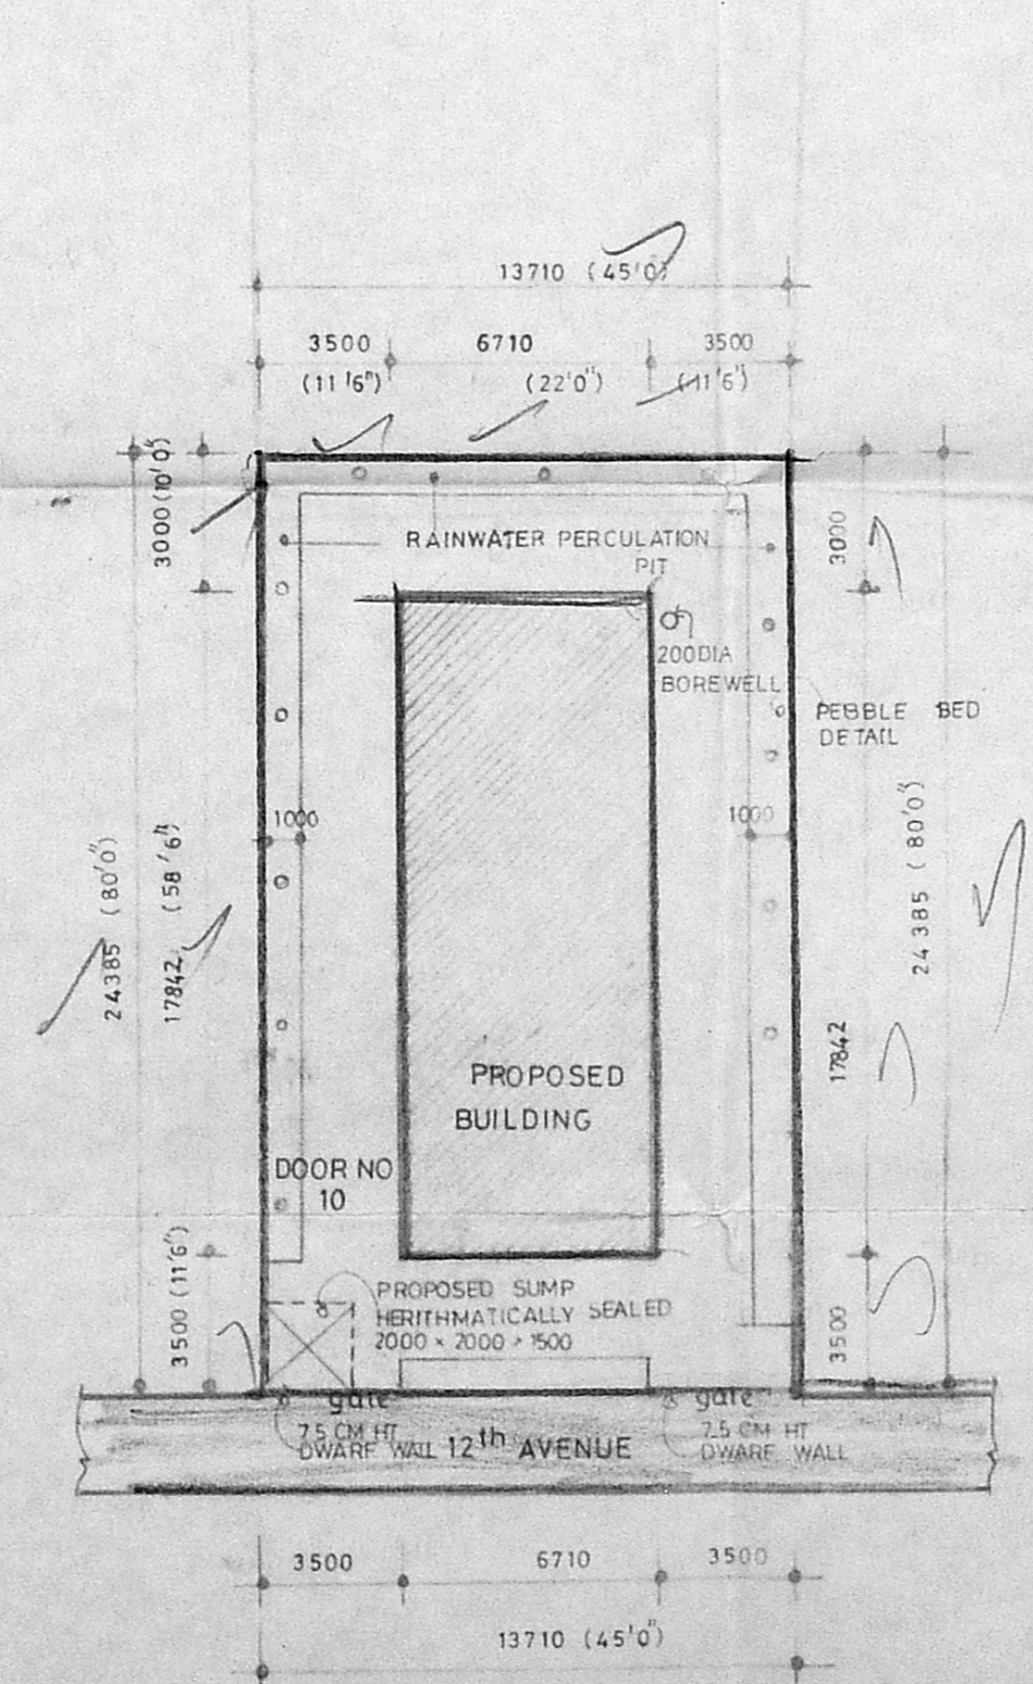 13710 (45'0)
3500 6710 3500
(11'6") (22'0") (11'6")
3000 (10'0")
3000
RAINWATER PERCULATION
PIT
200 DIA
BOREWELL
PEBBLE BED
DETAIL
1000 1000
24385 (80'0")
17842 (58'6")
24385 (80'0")
17842
PROPOSED
BUILDING
DOOR NO
10
3500 (11'6")
3500
PROPOSED SUMP
HERITHMATICALLY SEALED
2000 × 2000 × 1500
gate gate
7.5 CM HT 7.5 CM HT
DWARF WALL 12th AVENUE DWARF WALL
3500 6710 3500
13710 (45'0")